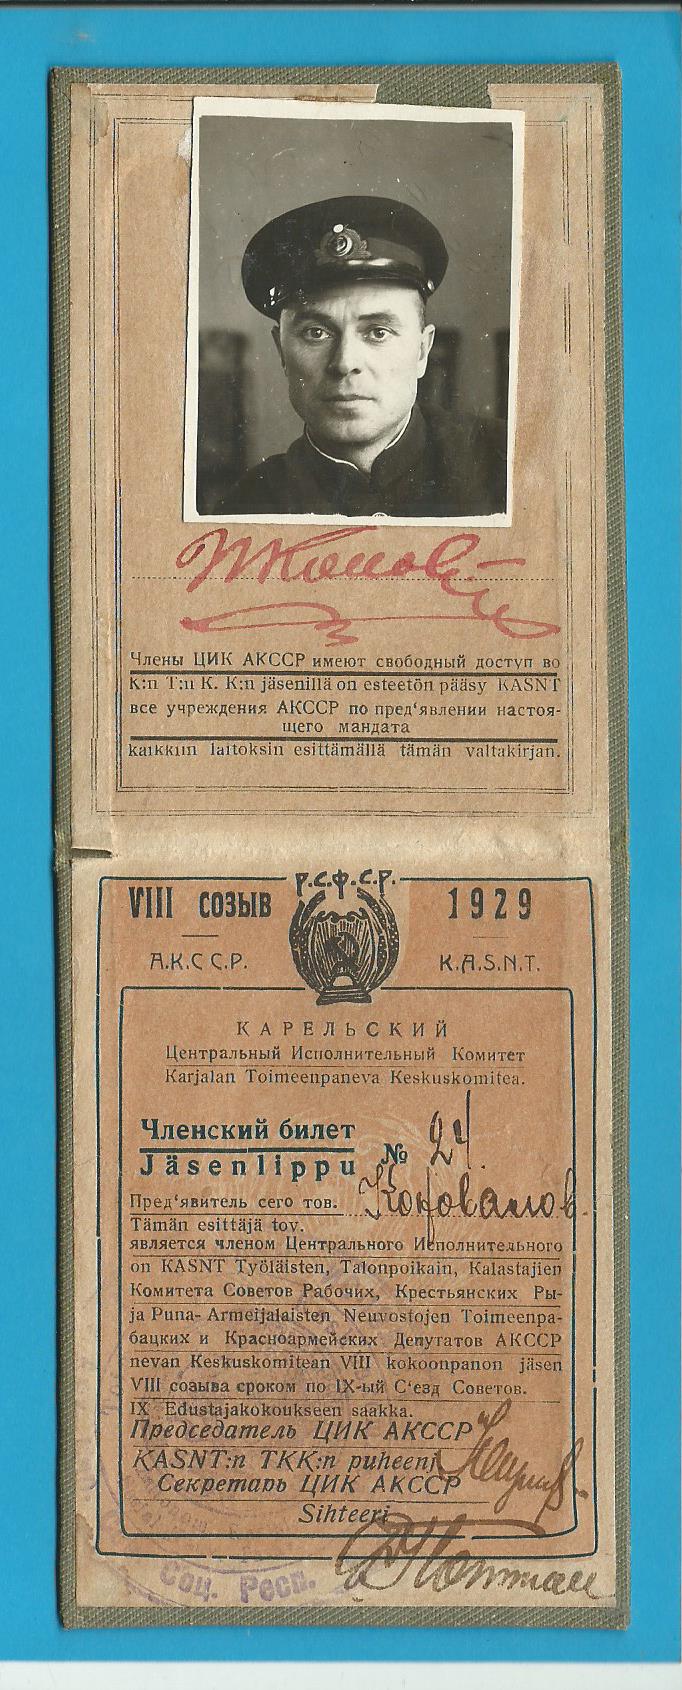 Члены ЦИК АКССР имеют свободный доступ во
K:n T:n K. K:n jäsenillä on esteetön pääsy KASNT
все учреждения АКССР по пред‘явлении настоя-
щего мандата
kaikkiin laitoksin esittämällä tämän valtakirjan.
Р.С.Ф.С.Р.
VIII СОЗЫВ 1929
А.К.С С.Р. K.A.S.N.T.
КАРЕЛЬСКИЙ
Центральный Исполнительный Комитет
Karjalan Toimeenpaneva Keskuskomitea.
Членский билет
Jäsenlippu № 24.
Пред‘явитель сего тов. Коновалов.
Tämän esittäjä tov.
является членом Центрального Исполнительного
on KASNT Työläisten, Talonpoikain, Kalastajien
Комитета Советов Рабочих, Крестьянских Ры-
ja Puna- Armeijalaisten Neuvostojen Toimeenpa-
бацких и Красноармейских Депутатов АКССР
nevan Keskuskomitean VIII kokoonpanon jäsen
VIII созыва сроком по IX-ый С‘езд Советов.
IX Edustajakokoukseen saakka.
Председатель ЦИК АКССР
KASNT:n TKK:n puheenj
Секретарь ЦИК АКССР
Sihteeri
Соц. Респ.